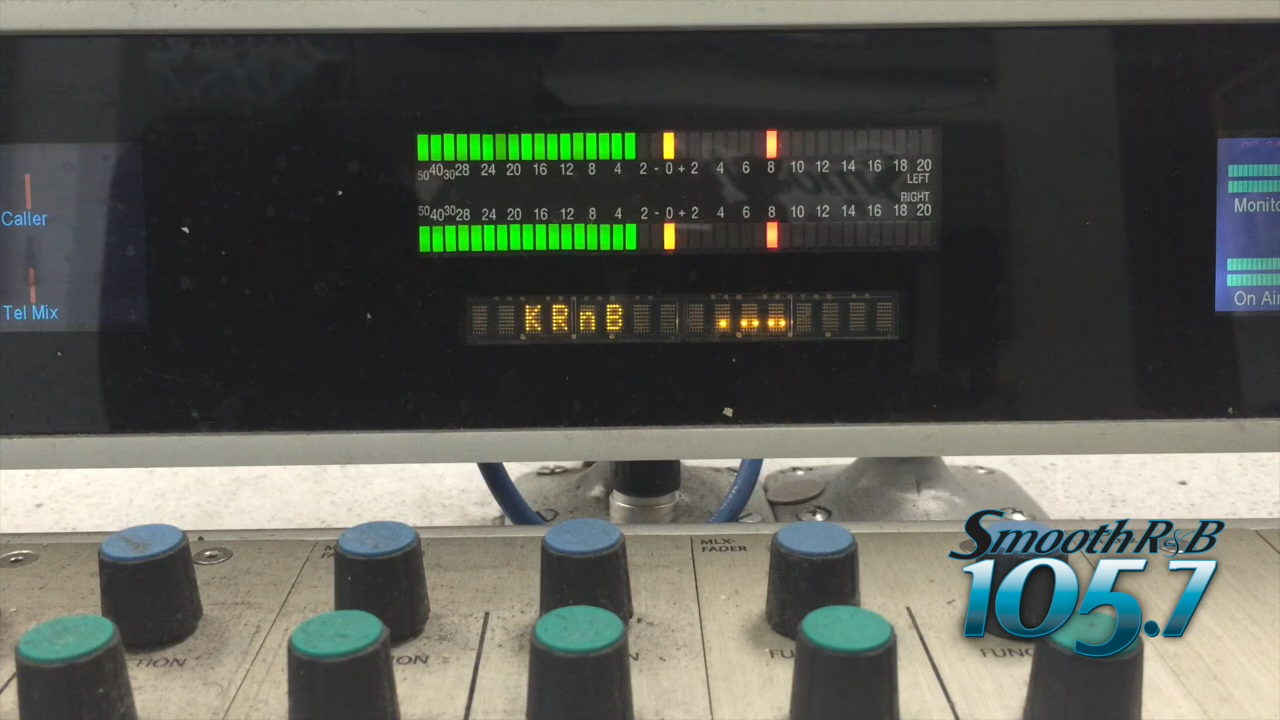 50 40 30 28 24 20 16 12 8 4 2 - 0 + 2 4 6 8 10 12 14 16 18 20
LEFT
RIGHT
50 40 30 28 24 20 16 12 8 4 2 - 0 + 2 4 6 8 10 12 14 16 18 20
Caller
Tel Mix
KRnB
On Air
MLX-
FADER
Smooth R&B
105.7